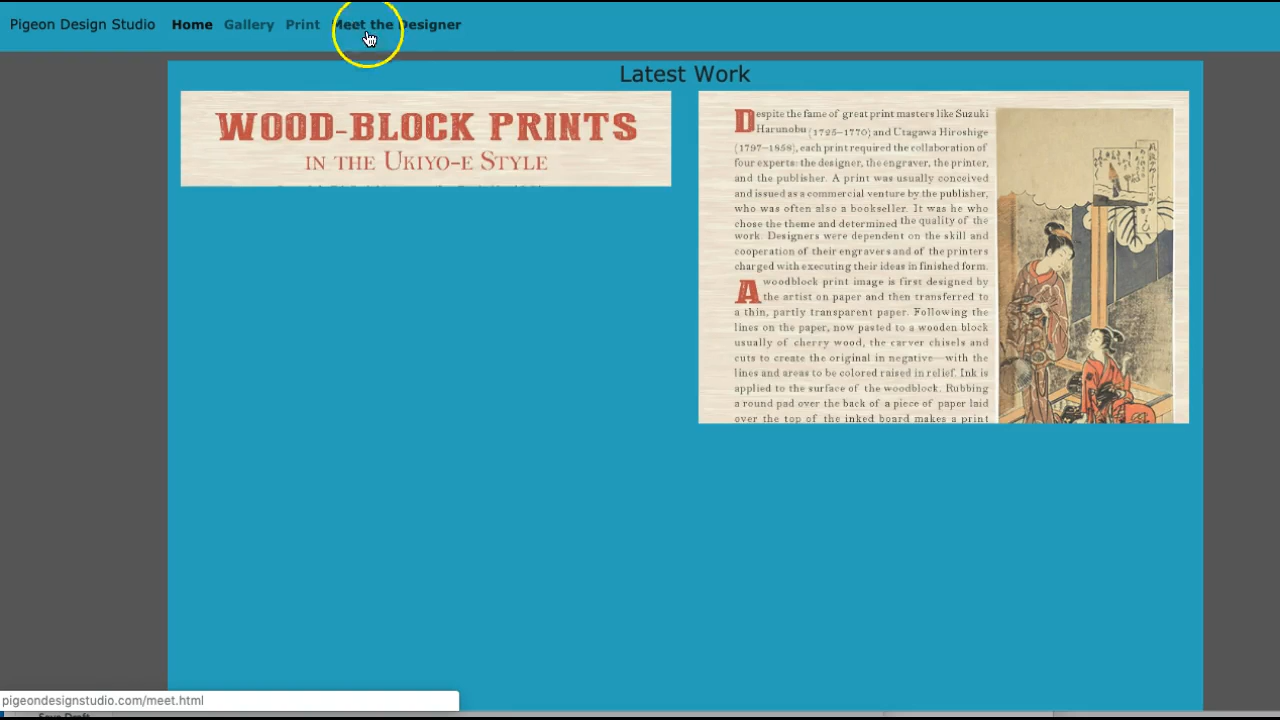 Pigeon Design Studio Home Gallery Print Meet the Designer
Latest Work
WOOD-BLOCK PRINTS
IN THE UKIYO-E STYLE
Despite the fame of great print masters like Suzuki
Harunobu (1725–1770) and Utagawa Hiroshige
(1797–1858), each print required the collaboration of
four experts: the designer, the engraver, the printer,
and the publisher. A print was usually conceived
and issued as a commercial venture by the publisher,
who was often also a bookseller. It was he who
chose the theme and determined the quality of the
work. Designers were dependent on the skill and
cooperation of their engravers and of the printers
charged with executing their ideas in finished form.
A woodblock print image is first designed by
the artist on paper and then transferred to
a thin, partly transparent paper. Following the
lines on the paper, now pasted to a wooden block
usually of cherry wood, the carver chisels and
cuts to create the original in negative—with the
lines and areas to be colored raised in relief. Ink is
applied to the surface of the woodblock. Rubbing
a round pad over the back of a piece of paper laid
over the top of the inked board makes a print
pigeondesignstudio.com/meet.html
Save Draft